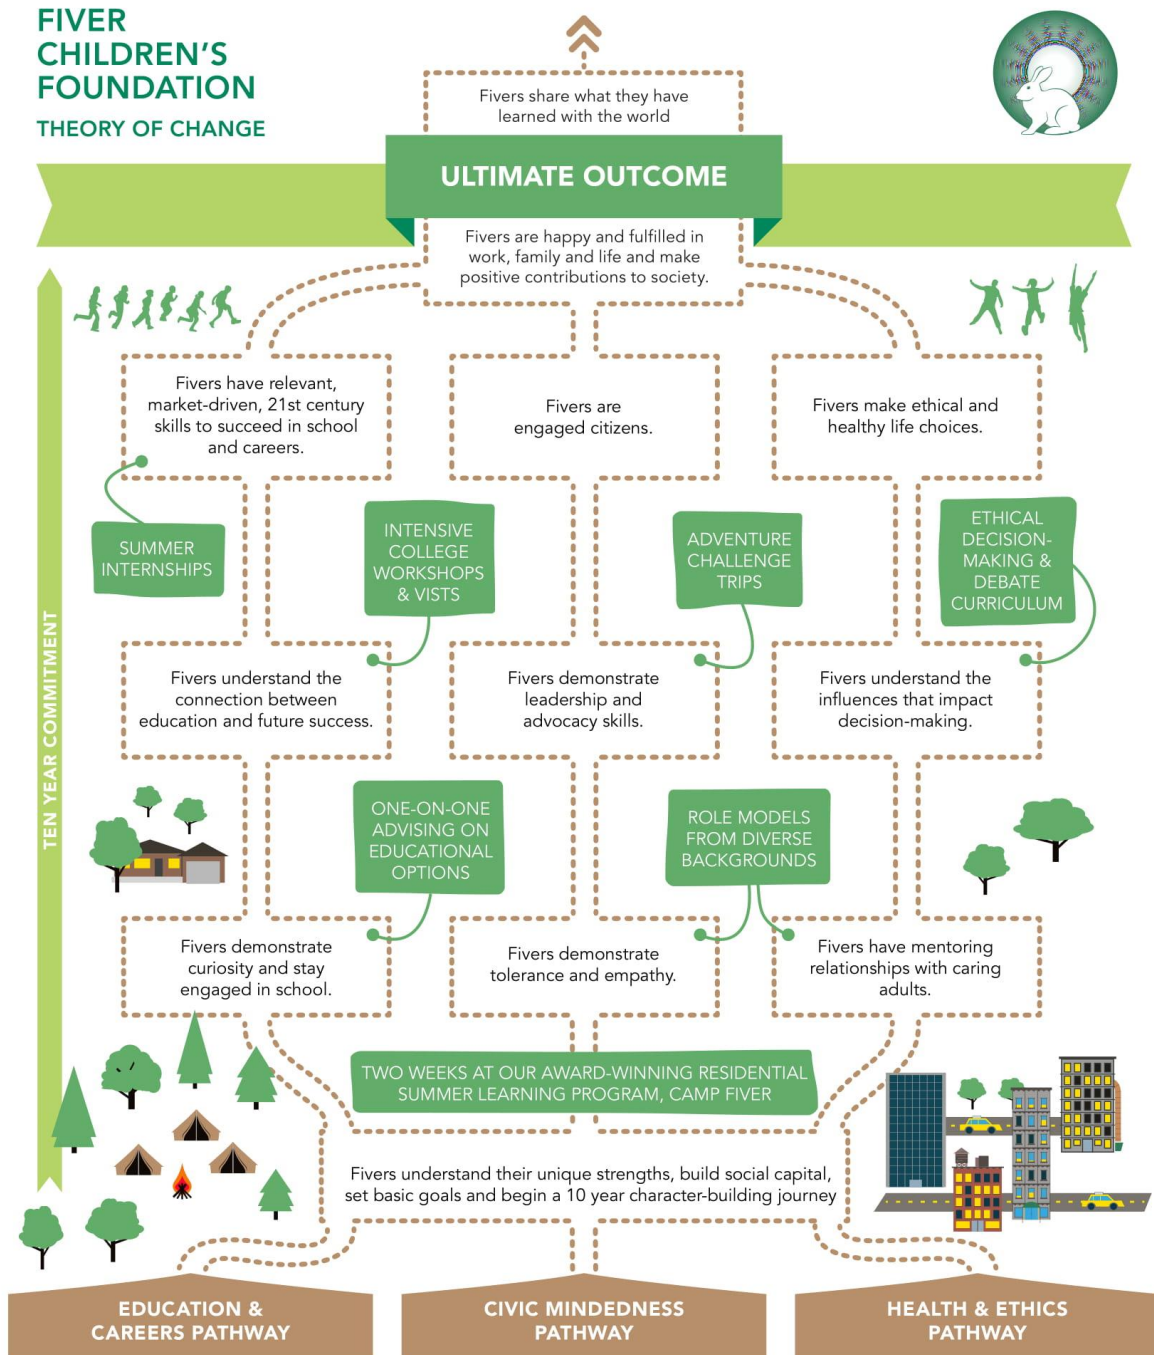 FIVER
CHILDREN'S
FOUNDATION
THEORY OF CHANGE
Fivers share what they have
learned with the world
ULTIMATE OUTCOME
Fivers are happy and fulfilled in
work, family and life and make
positive contributions to society.
TEN YEAR COMMITMENT
Fivers have relevant,
market-driven, 21st century
skills to succeed in school
and careers.
Fivers are
engaged citizens.
Fivers make ethical and
healthy life choices.
SUMMER
INTERNSHIPS
INTENSIVE
COLLEGE
WORKSHOPS
& VISTS
ADVENTURE
CHALLENGE
TRIPS
ETHICAL
DECISION-
MAKING &
DEBATE
CURRICULUM
Fivers understand the
connection between
education and future success.
Fivers demonstrate
leadership and
advocacy skills.
Fivers understand the
influences that impact
decision-making.
ONE-ON-ONE
ADVISING ON
EDUCATIONAL
OPTIONS
ROLE MODELS
FROM DIVERSE
BACKGROUNDS
Fivers demonstrate
curiosity and stay
engaged in school.
Fivers demonstrate
tolerance and empathy.
Fivers have mentoring
relationships with caring
adults.
TWO WEEKS AT OUR AWARD-WINNING RESIDENTIAL
SUMMER LEARNING PROGRAM, CAMP FIVER
Fivers understand their unique strengths, build social capital,
set basic goals and begin a 10 year character-building journey
EDUCATION &
CAREERS PATHWAY
CIVIC MINDEDNESS
PATHWAY
HEALTH & ETHICS
PATHWAY